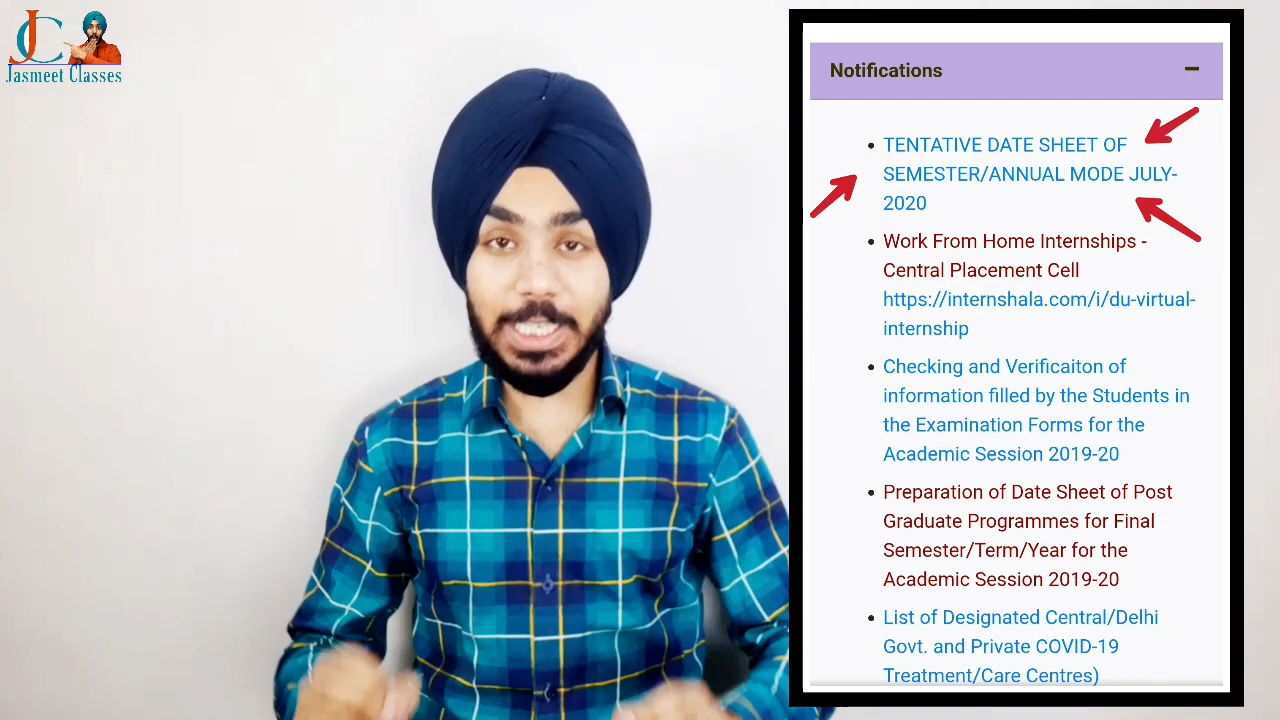 Jasmeet Classes
Notifications
TENTATIVE DATE SHEET OF
SEMESTER/ANNUAL MODE JULY-
2020
Work From Home Internships -
Central Placement Cell
https://internshala.com/i/du-virtual-
internship
Checking and Verificaiton of
information filled by the Students in
the Examination Forms for the
Academic Session 2019-20
Preparation of Date Sheet of Post
Graduate Programmes for Final
Semester/Term/Year for the
Academic Session 2019-20
List of Designated Central/Delhi
Govt. and Private COVID-19
Treatment/Care Centres)